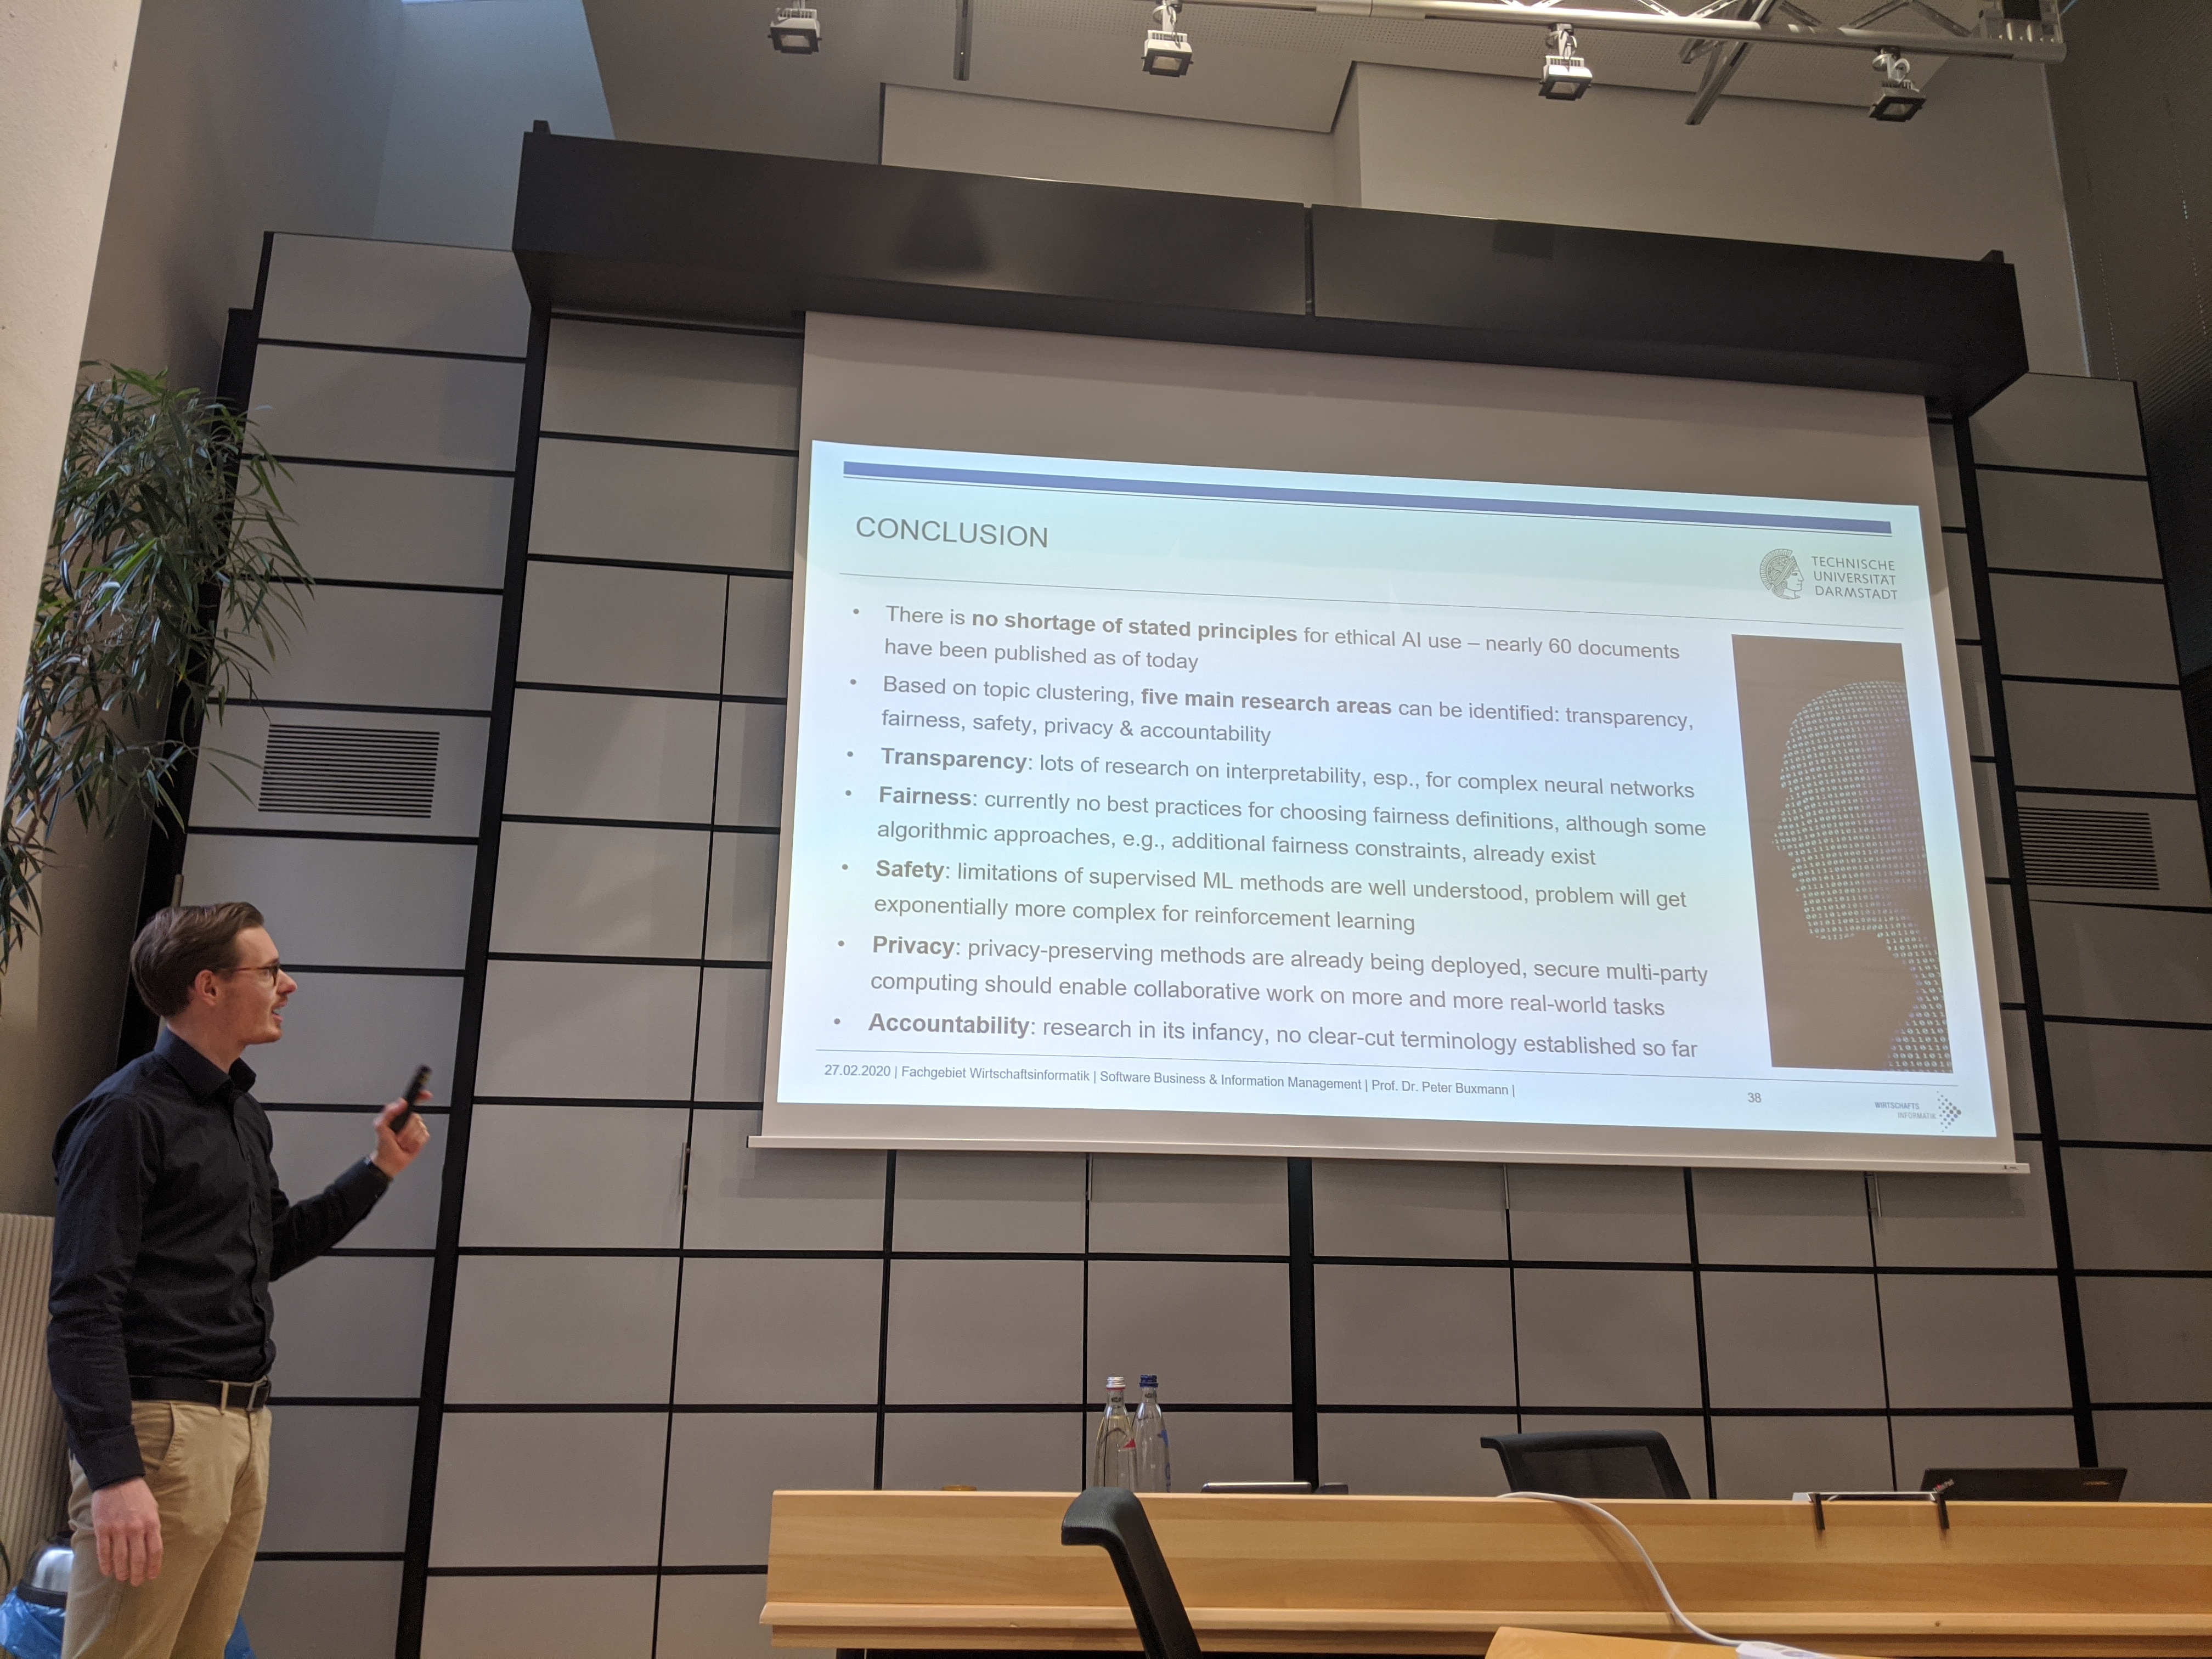 CONCLUSION
TECHNISCHE
UNIVERSITÄT
DARMSTADT
• There is no shortage of stated principles for ethical AI use – nearly 60 documents
have been published as of today
• Based on topic clustering, five main research areas can be identified: transparency,
fairness, safety, privacy & accountability
• Transparency: lots of research on interpretability, esp., for complex neural networks
• Fairness: currently no best practices for choosing fairness definitions, although some
algorithmic approaches, e.g., additional fairness constraints, already exist
• Safety: limitations of supervised ML methods are well understood, problem will get
exponentially more complex for reinforcement learning
• Privacy: privacy-preserving methods are already being deployed, secure multi-party
computing should enable collaborative work on more and more real-world tasks
• Accountability: research in its infancy, no clear-cut terminology established so far
27.02.2020 | Fachgebiet Wirtschaftsinformatik | Software Business & Information Management | Prof. Dr. Peter Buxmann |
38
WIRTSCHAFTS
INFORMATIK